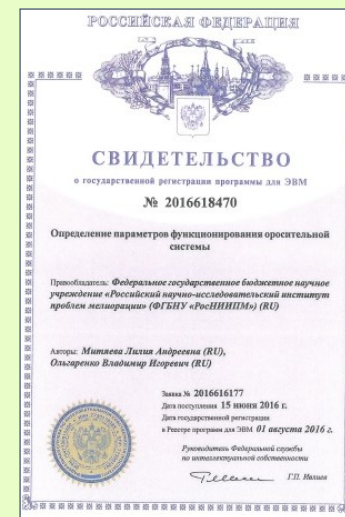 РОССИЙСКАЯ ФЕДЕРАЦИЯ
СВИДЕТЕЛЬСТВО
о государственной регистрации программы для ЭВМ
№ 2016618470
Определение параметров функционирования оросительной
системы
Правообладатель: Федеральное государственное бюджетное научное
учреждение «Российский научно-исследовательский институт
проблем мелиорации» (ФГБНУ «РосНИИПМ») (RU)
Авторы: Митяева Лилия Андреевна (RU),
Ольгаренко Владимир Игоревич (RU)
Заявка № 2016616177
Дата поступления 15 июня 2016 г.
Дата государственной регистрации
в Реестре программ для ЭВМ 01 августа 2016 г.
Руководитель Федеральной службы
по интеллектуальной собственности
Г.П. Ивлиев